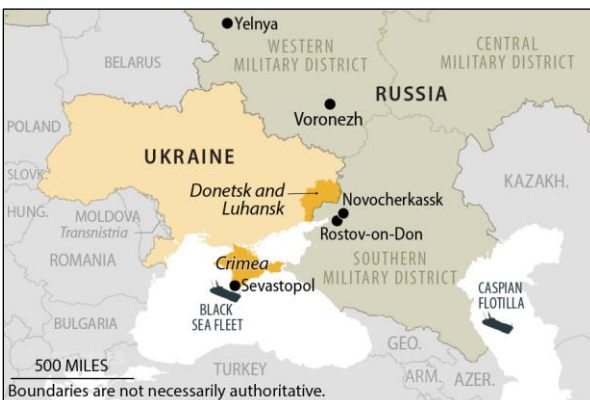 Yelnya
WESTERN
MILITARY DISTRICT
CENTRAL
MILITARY DISTRICT
BELARUS
RUSSIA
Voronezh
POLAND
UKRAINE
SLOVK
KAZAKH.
Donetsk and
Luhansk
Novocherkassk
HUNG.
MOLDOVA
Transnistria
Rostov-on-Don
ROMANIA
Crimea
SOUTHERN
MILITARY DISTRICT
Sevastopol
CASPIAN
FLOTILLA
BLACK
SEA FLEET
BULGARIA
GEO.
500 MILES
TURKEY
ARM.
AZER.
Boundaries are not necessarily authoritative.